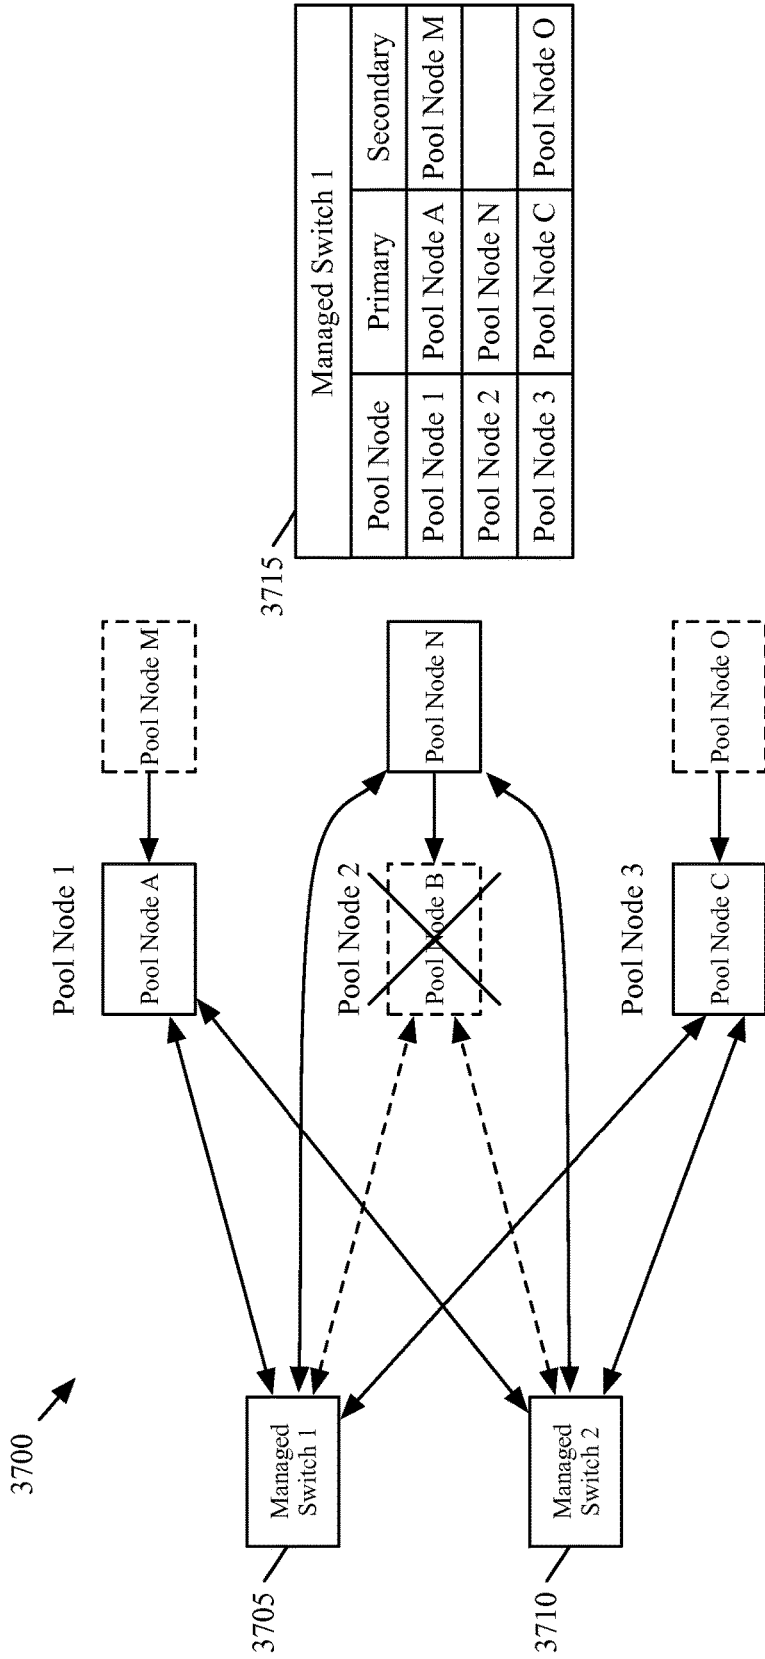 3700
Pool Node 1
Pool Node A
Pool Node M
3705
Managed
Switch 1
Pool Node 2
Pool Node B
Pool Node N
3710
Managed
Switch 2
Pool Node 3
Pool Node C
Pool Node O
3715
Managed Switch 1
Pool Node Primary Secondary
Pool Node 1 Pool Node A Pool Node M
Pool Node 2 Pool Node N
Pool Node 3 Pool Node C Pool Node O